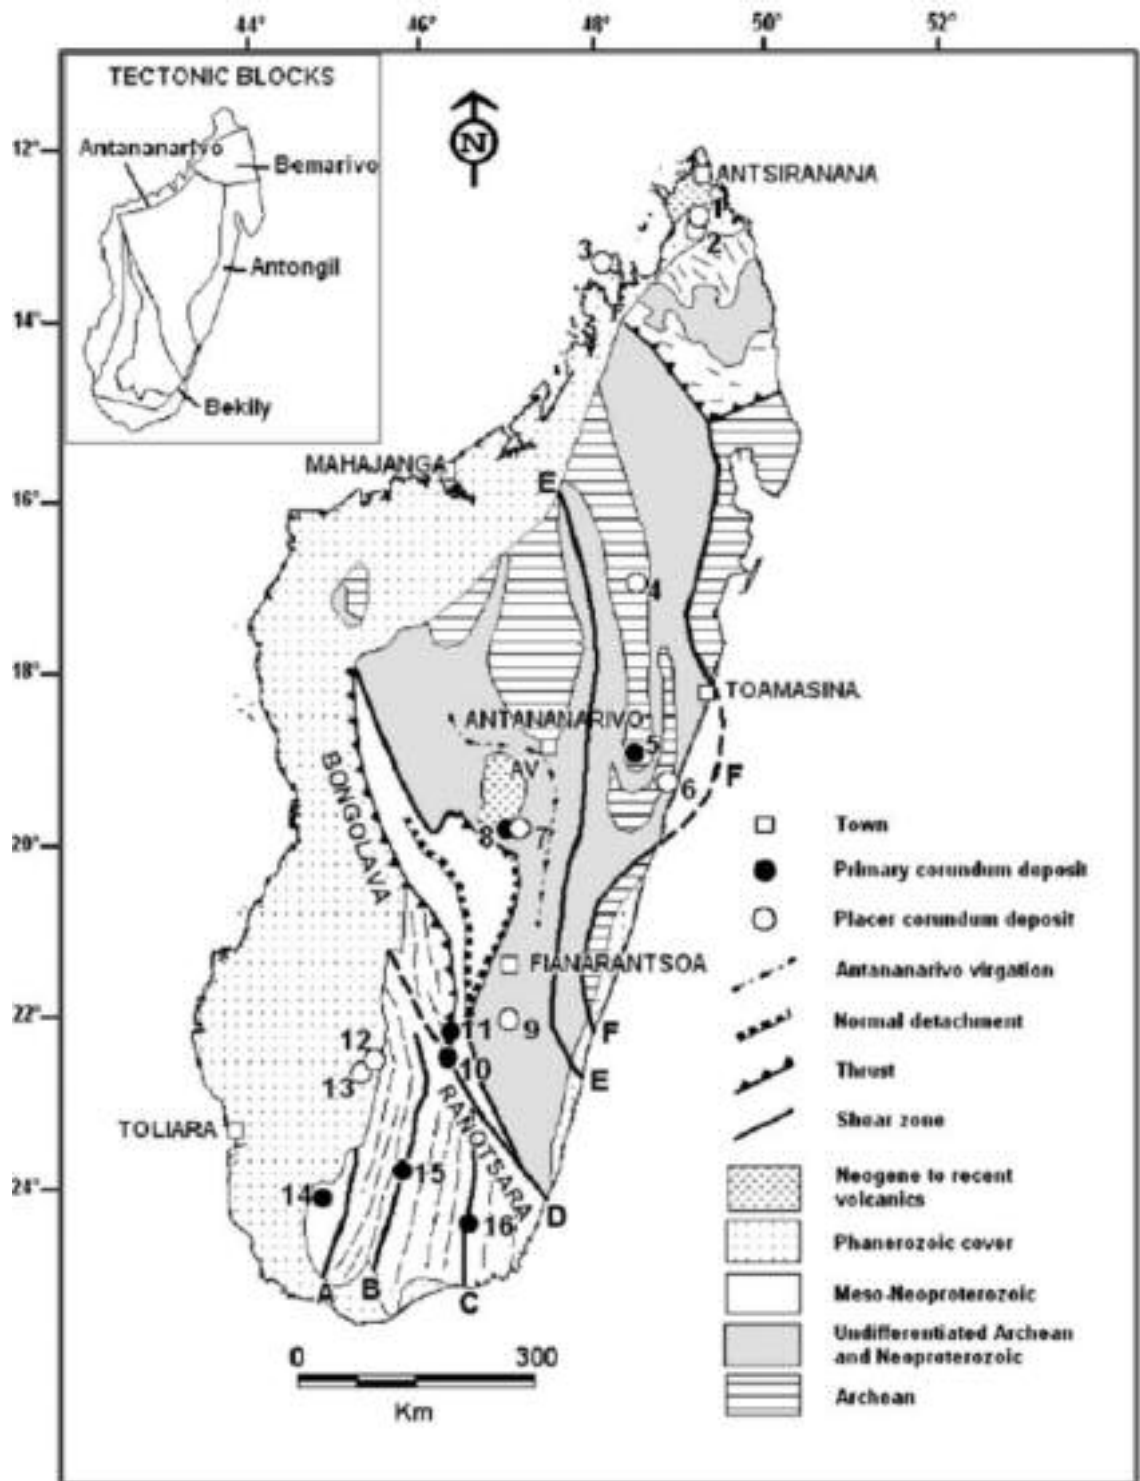 44°
46°
48°
50°
52°
TECTONIC BLOCKS
Antananarivo
Bemarivo
Antongil
Bekily
N
12°
14°
16°
18°
29°
22°
24°
ANTSIRANANA
1
2
3
MAHAJANGA
E
4
TOAMASINA
ANTANANARIVO
5
AV
6
F
BONGOLAVA
8
7
FIANARANTSOA
11
9
F
10
E
12
13
RANOTSARA
TOLIARA
15
14
16
D
A
B
C
0
300
Km
Town
Primary corundum deposit
Placer corundum deposit
Antananarivo virgation
Normal detachment
Thrust
Shear zone
Neogene to recent
volcanics
Phanerozoic cover
Meso-Neoproterozoic
Undifferentiated Archean
and Neoproterozoic
Archean